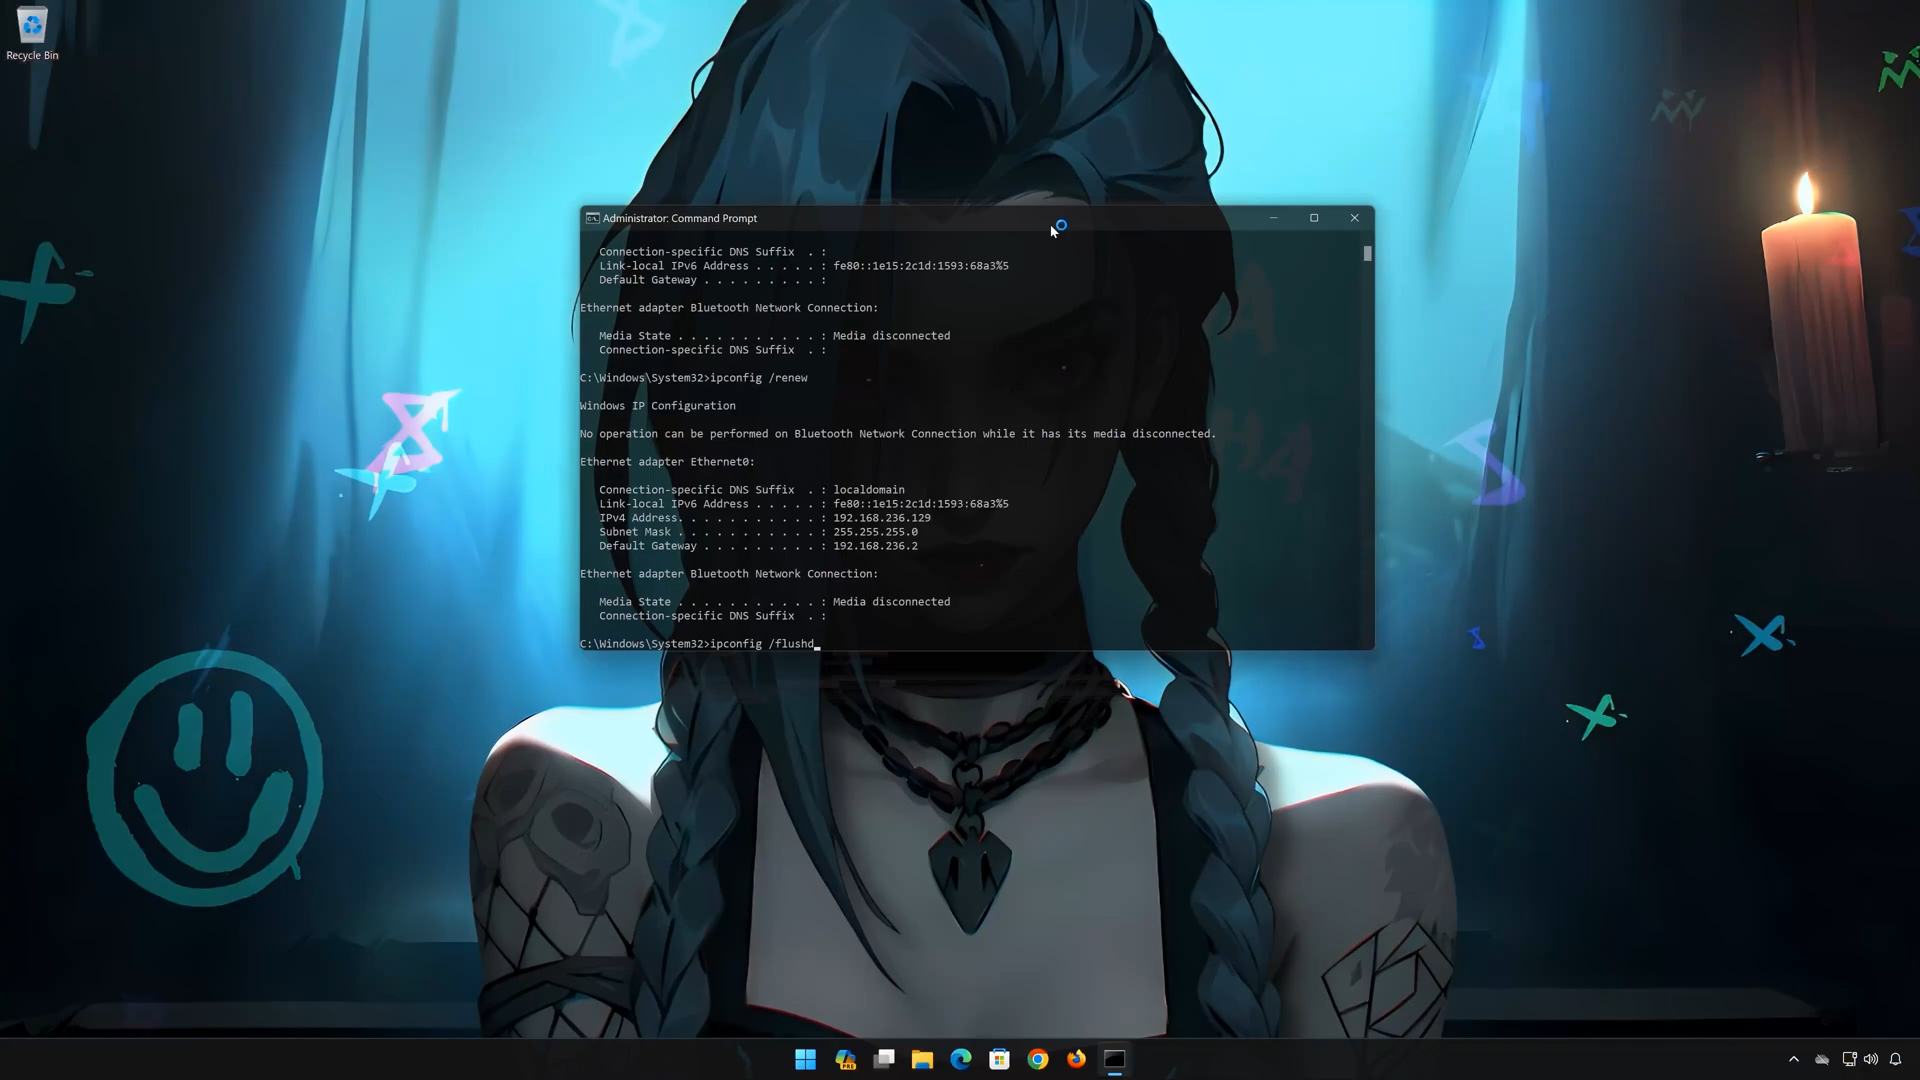 Recycle Bin
Administrator: Command Prompt
Connection-specific DNS Suffix . :
Link-local IPv6 Address . . . . . : fe80::1e15:2c1d:1593:68a3%5
Default Gateway . . . . . . . . . :
Ethernet adapter Bluetooth Network Connection:
Media State . . . . . . . . . . . : Media disconnected
Connection-specific DNS Suffix . :
C:\Windows\System32>ipconfig /renew
Windows IP Configuration
No operation can be performed on Bluetooth Network Connection while it has its media disconnected.
Ethernet adapter Ethernet0:
Connection-specific DNS Suffix . : localdomain
Link-local IPv6 Address . . . . . : fe80::1e15:2c1d:1593:68a3%5
IPv4 Address. . . . . . . . . . . : 192.168.236.129
Subnet Mask . . . . . . . . . . . : 255.255.255.0
Default Gateway . . . . . . . . . : 192.168.236.2
Ethernet adapter Bluetooth Network Connection:
Media State . . . . . . . . . . . : Media disconnected
Connection-specific DNS Suffix . :
C:\Windows\System32>ipconfig /flushd